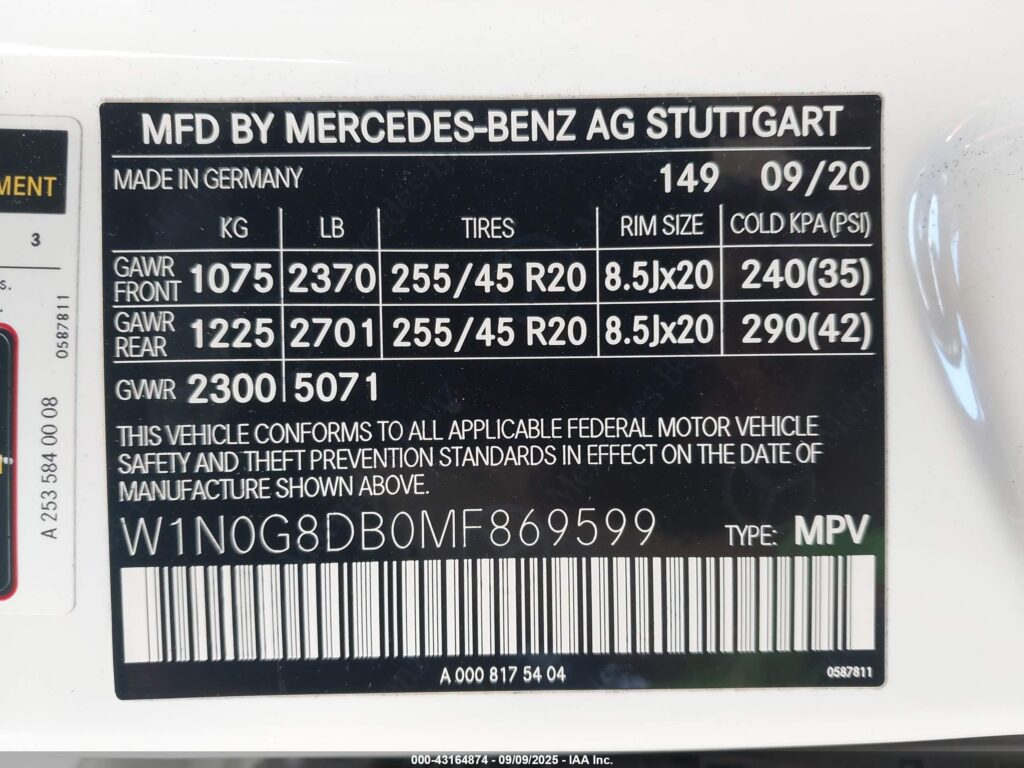 MFD BY MERCEDES-BENZ AG STUTTGART
MADE IN GERMANY 149 09/20
KG LB TIRES RIM SIZE COLD KPA (PSI)
GAWR FRONT 1075 2370 255/45 R20 8.5Jx20 240(35)
GAWR REAR 1225 2701 255/45 R20 8.5Jx20 290(42)
GVWR 2300 5071
THIS VEHICLE CONFORMS TO ALL APPLICABLE FEDERAL MOTOR VEHICLE
SAFETY AND THEFT PREVENTION STANDARDS IN EFFECT ON THE DATE OF
MANUFACTURE SHOWN ABOVE.
W1N0G8DB0MF869599 TYPE: MPV
A 000 817 54 04 0587811
MENT
3
s.
0587811
A 253 584 00 08
000-43164874 - 09/09/2025 - IAA Inc.